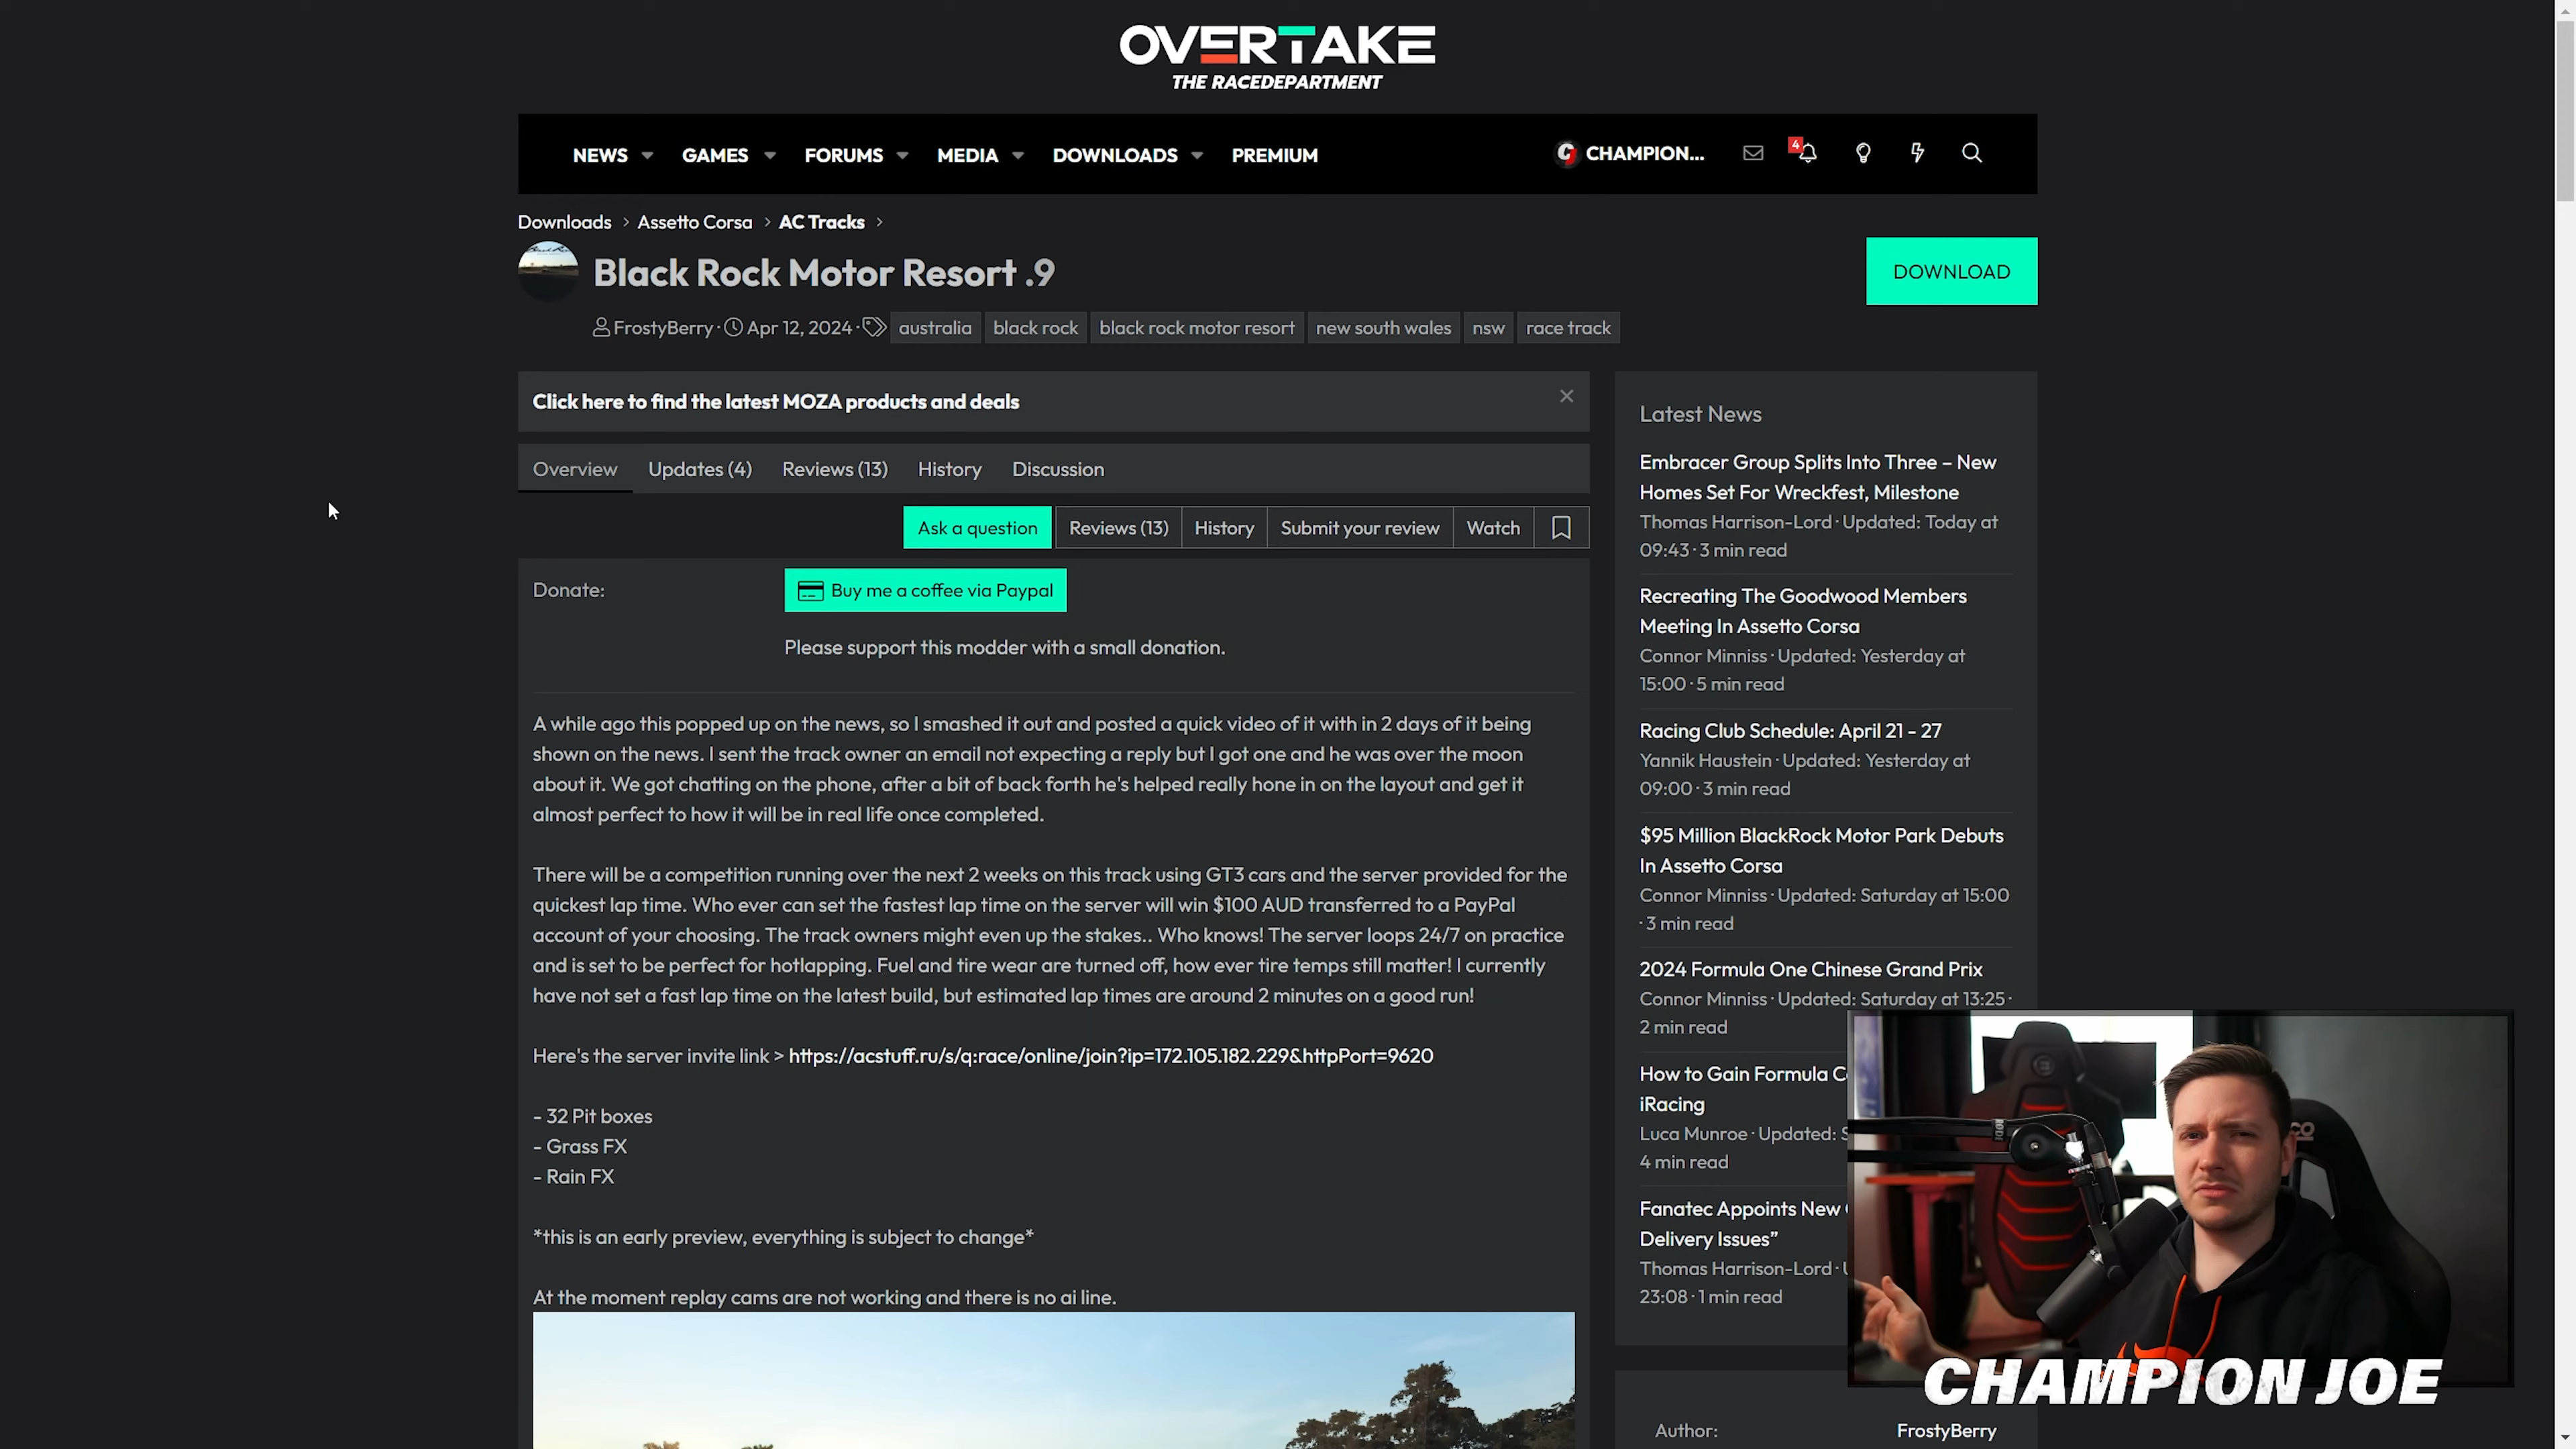 OVERTAKE
THE RACEDEPARTMENT
NEWS GAMES FORUMS MEDIA DOWNLOADS PREMIUM CHAMPION... 4
Downloads > Assetto Corsa > AC Tracks >
Black Rock Motor Resort .9
DOWNLOAD
FrostyBerry · Apr 12, 2024 · australia black rock black rock motor resort new south wales nsw race track
Click here to find the latest MOZA products and deals
Overview Updates (4) Reviews (13) History Discussion
Ask a question Reviews (13) History Submit your review Watch
Donate: Buy me a coffee via Paypal
Please support this modder with a small donation.
A while ago this popped up on the news, so I smashed it out and posted a quick video of it with in 2 days of it being
shown on the news. I sent the track owner an email not expecting a reply but I got one and he was over the moon
about it. We got chatting on the phone, after a bit of back forth he's helped really hone in on the layout and get it
almost perfect to how it will be in real life once completed.
There will be a competition running over the next 2 weeks on this track using GT3 cars and the server provided for the
quickest lap time. Who ever can set the fastest lap time on the server will win $100 AUD transferred to a PayPal
account of your choosing. The track owners might even up the stakes.. Who knows! The server loops 24/7 on practice
and is set to be perfect for hotlapping. Fuel and tire wear are turned off, how ever tire temps still matter! I currently
have not set a fast lap time on the latest build, but estimated lap times are around 2 minutes on a good run!
Here's the server invite link > https://acstuff.ru/s/q:race/online/join?ip=172.105.182.229&httpPort=9620
- 32 Pit boxes
- Grass FX
- Rain FX
*this is an early preview, everything is subject to change*
At the moment replay cams are not working and there is no ai line.
Latest News
Embracer Group Splits Into Three – New
Homes Set For Wreckfest, Milestone
Thomas Harrison-Lord · Updated: Today at
09:43 · 3 min read
Recreating The Goodwood Members
Meeting In Assetto Corsa
Connor Minniss · Updated: Yesterday at
15:00 · 5 min read
Racing Club Schedule: April 21 - 27
Yannik Haustein · Updated: Yesterday at
09:00 · 3 min read
$95 Million BlackRock Motor Park Debuts
In Assetto Corsa
Connor Minniss · Updated: Saturday at 15:00
· 3 min read
2024 Formula One Chinese Grand Prix
Connor Minniss · Updated: Saturday at 13:25 ·
2 min read
How to Gain Formula
iRacing
Luca Munroe · Updated:
4 min read
Fanatec Appoints New
Delivery Issues”
Thomas Harrison-Lord ·
23:08 · 1 min read
Author: FrostyBerry
CHAMPION JOE